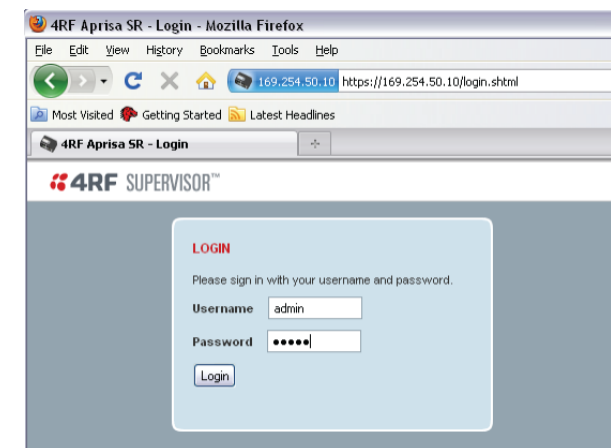 4RF Aprisa SR - Login - Mozilla Firefox
File Edit View History Bookmarks Tools Help
169.254.50.10 https://169.254.50.10/login.shtml
Most Visited Getting Started Latest Headlines
4RF Aprisa SR - Login
4RF SUPERVISOR™
LOGIN
Please sign in with your username and password.
Username admin
Password •••••
Login